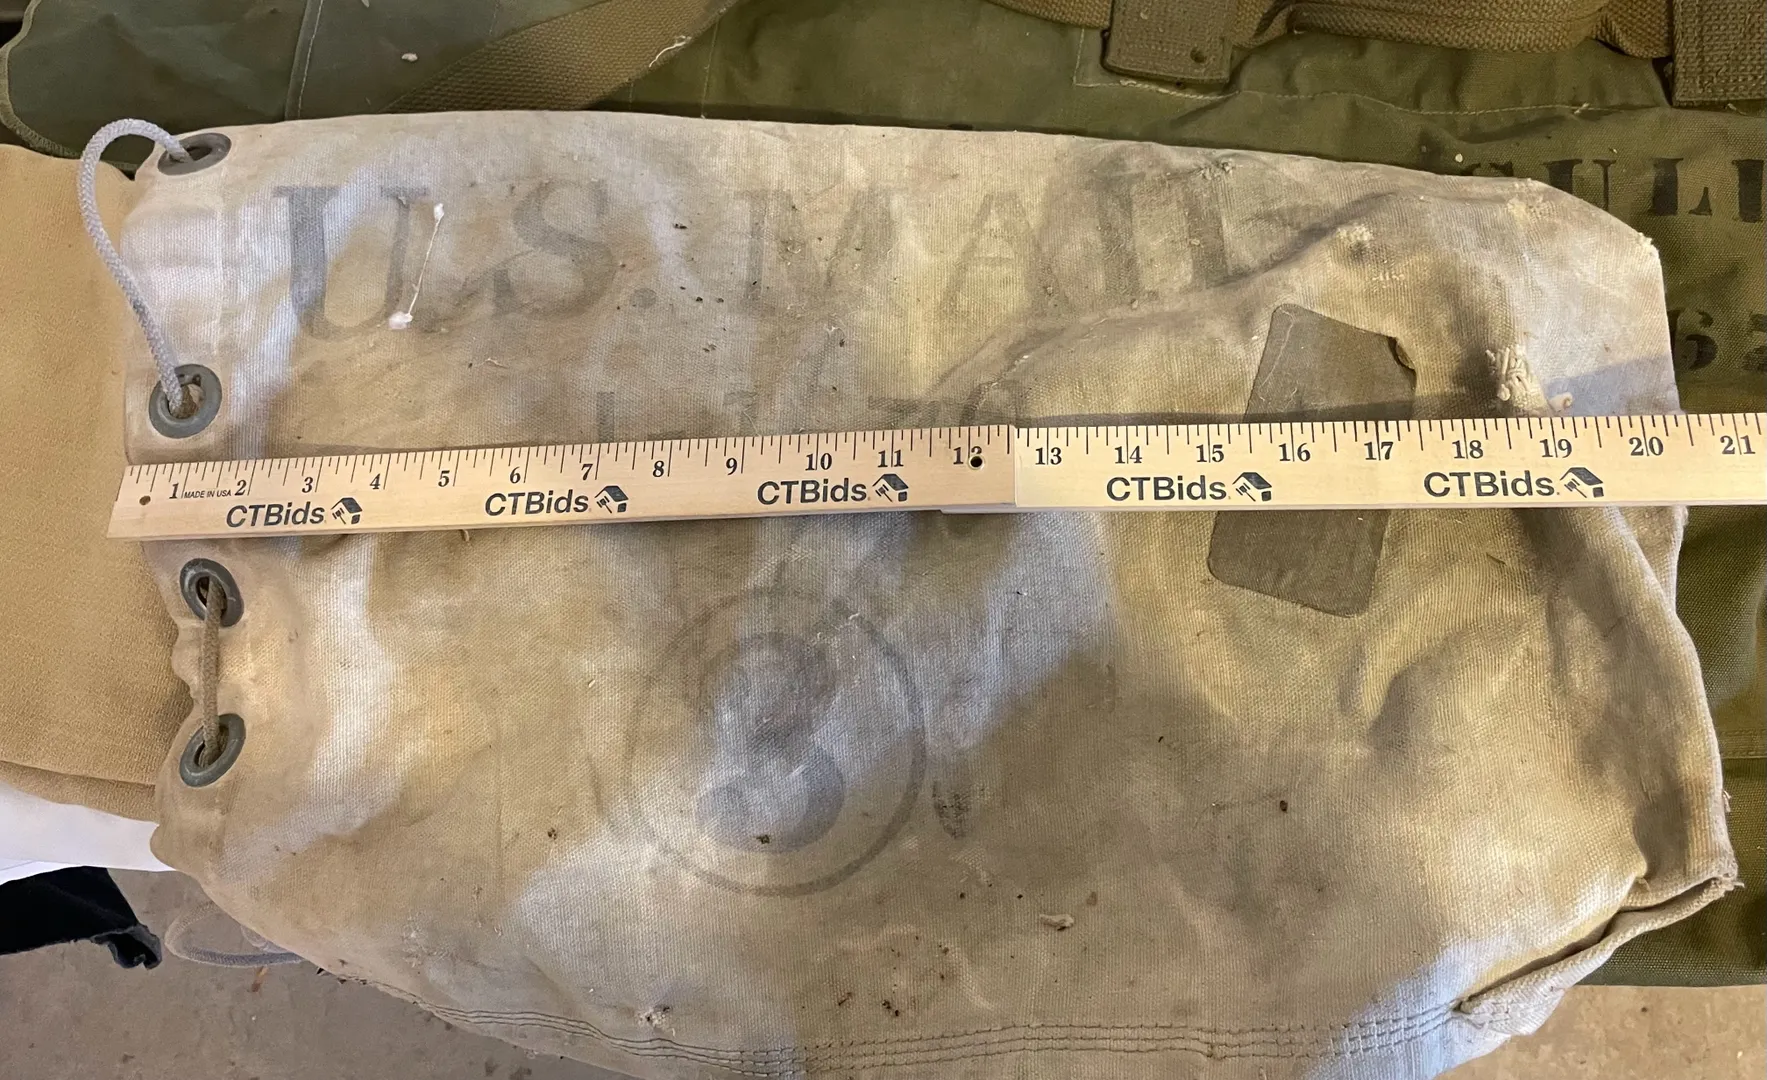 U.S. MAIL
1 MADE IN USA 2 3 4 5 6 7 8 9 10 11 12 13 14 15 16 17 18 19 20 21
CTBids. CTBids. CTBids. CTBids. CTBids.
3